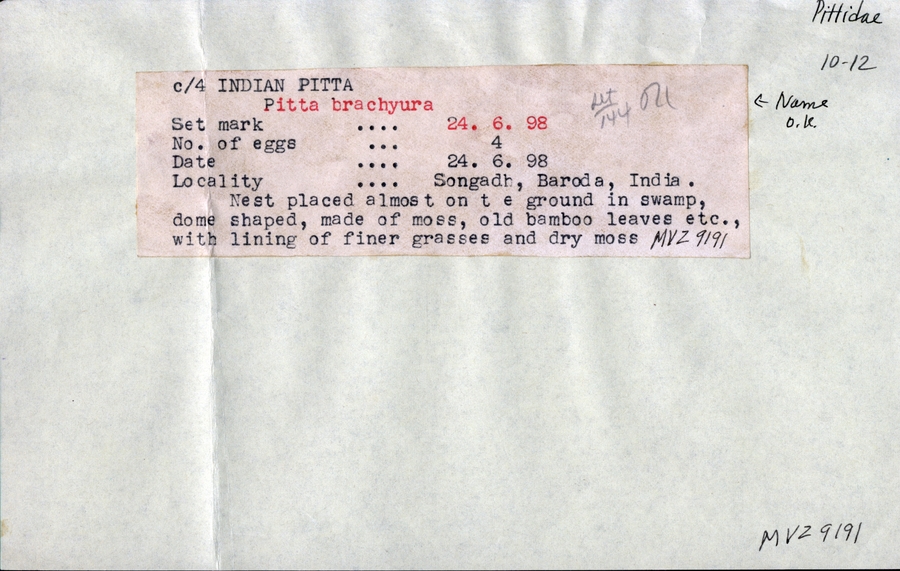 Pittidae
10-12
← Name
o.k.
c/4 INDIAN PITTA
Pitta brachyura
Set mark .... 24. 6. 98
No. of eggs ... 4
Date .... 24. 6. 98
Locality .... Songadh, Baroda, India.
Nest placed almost on t e ground in swamp,
dome shaped, made of moss, old bamboo leaves etc.,
with lining of finer grasses and dry moss MVZ 9191
MVZ 9191